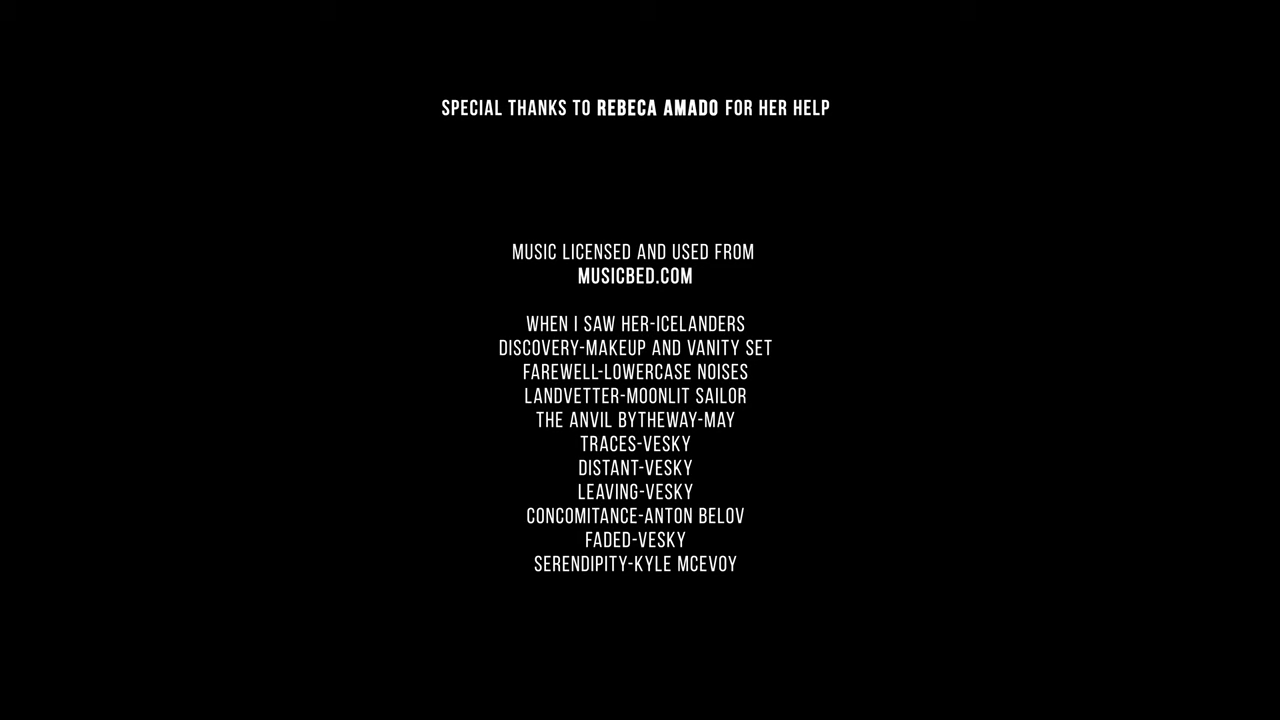 SPECIAL THANKS TO REBECA AMADO FOR HER HELP
MUSIC LICENSED AND USED FROM
MUSICBED.COM
WHEN I SAW HER-ICELANDERS
DISCOVERY-MAKEUP AND VANITY SET
FAREWELL-LOWERCASE NOISES
LANDVETTER-MOONLIT SAILOR
THE ANVIL BYTHEWAY-MAY
TRACES-VESKY
DISTANT-VESKY
LEAVING-VESKY
CONCOMITANCE-ANTON BELOV
FADED-VESKY
SERENDIPITY-KYLE MCEVOY